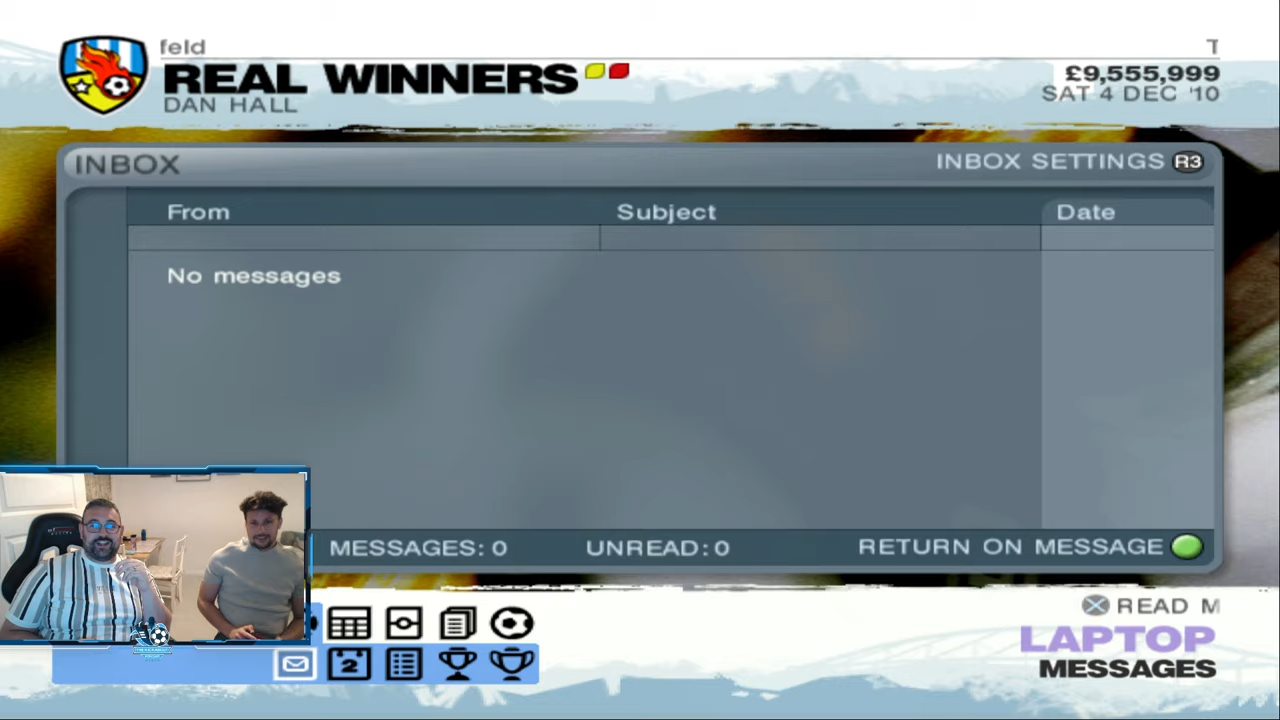 feld
T
REAL WINNERS
£9,555,999
DAN HALL
SAT 4 DEC '10
INBOX
INBOX SETTINGS R3
From Subject Date
No messages
MESSAGES: 0 UNREAD: 0 RETURN ON MESSAGE
2
READ M
LAPTOP
MESSAGES